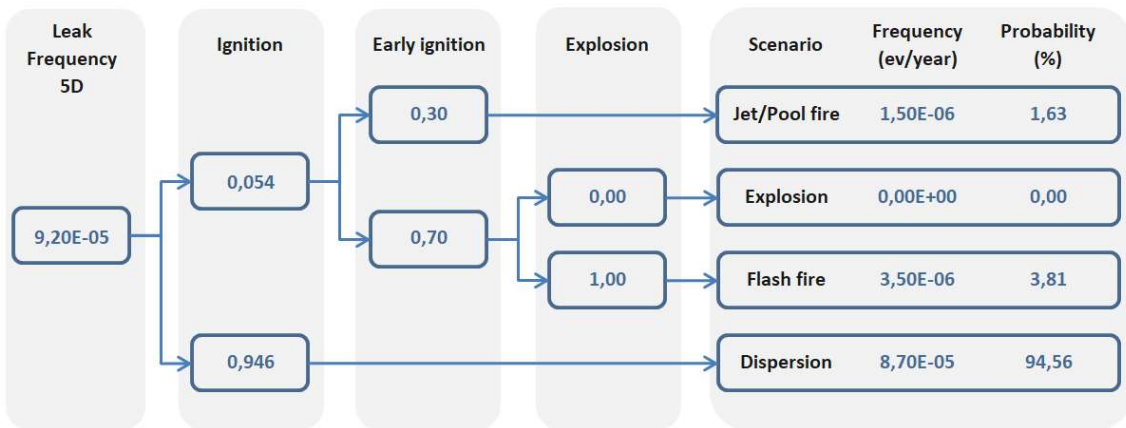 Leak
Frequency
5D
Ignition
Early ignition
Explosion
Scenario
Frequency
(ev/year)
Probability
(%)
0,30
Jet/Pool fire 1,50E-06 1,63
0,054
0,00
Explosion 0,00E+00 0,00
9,20E-05
0,70
1,00
Flash fire 3,50E-06 3,81
0,946
Dispersion 8,70E-05 94,56